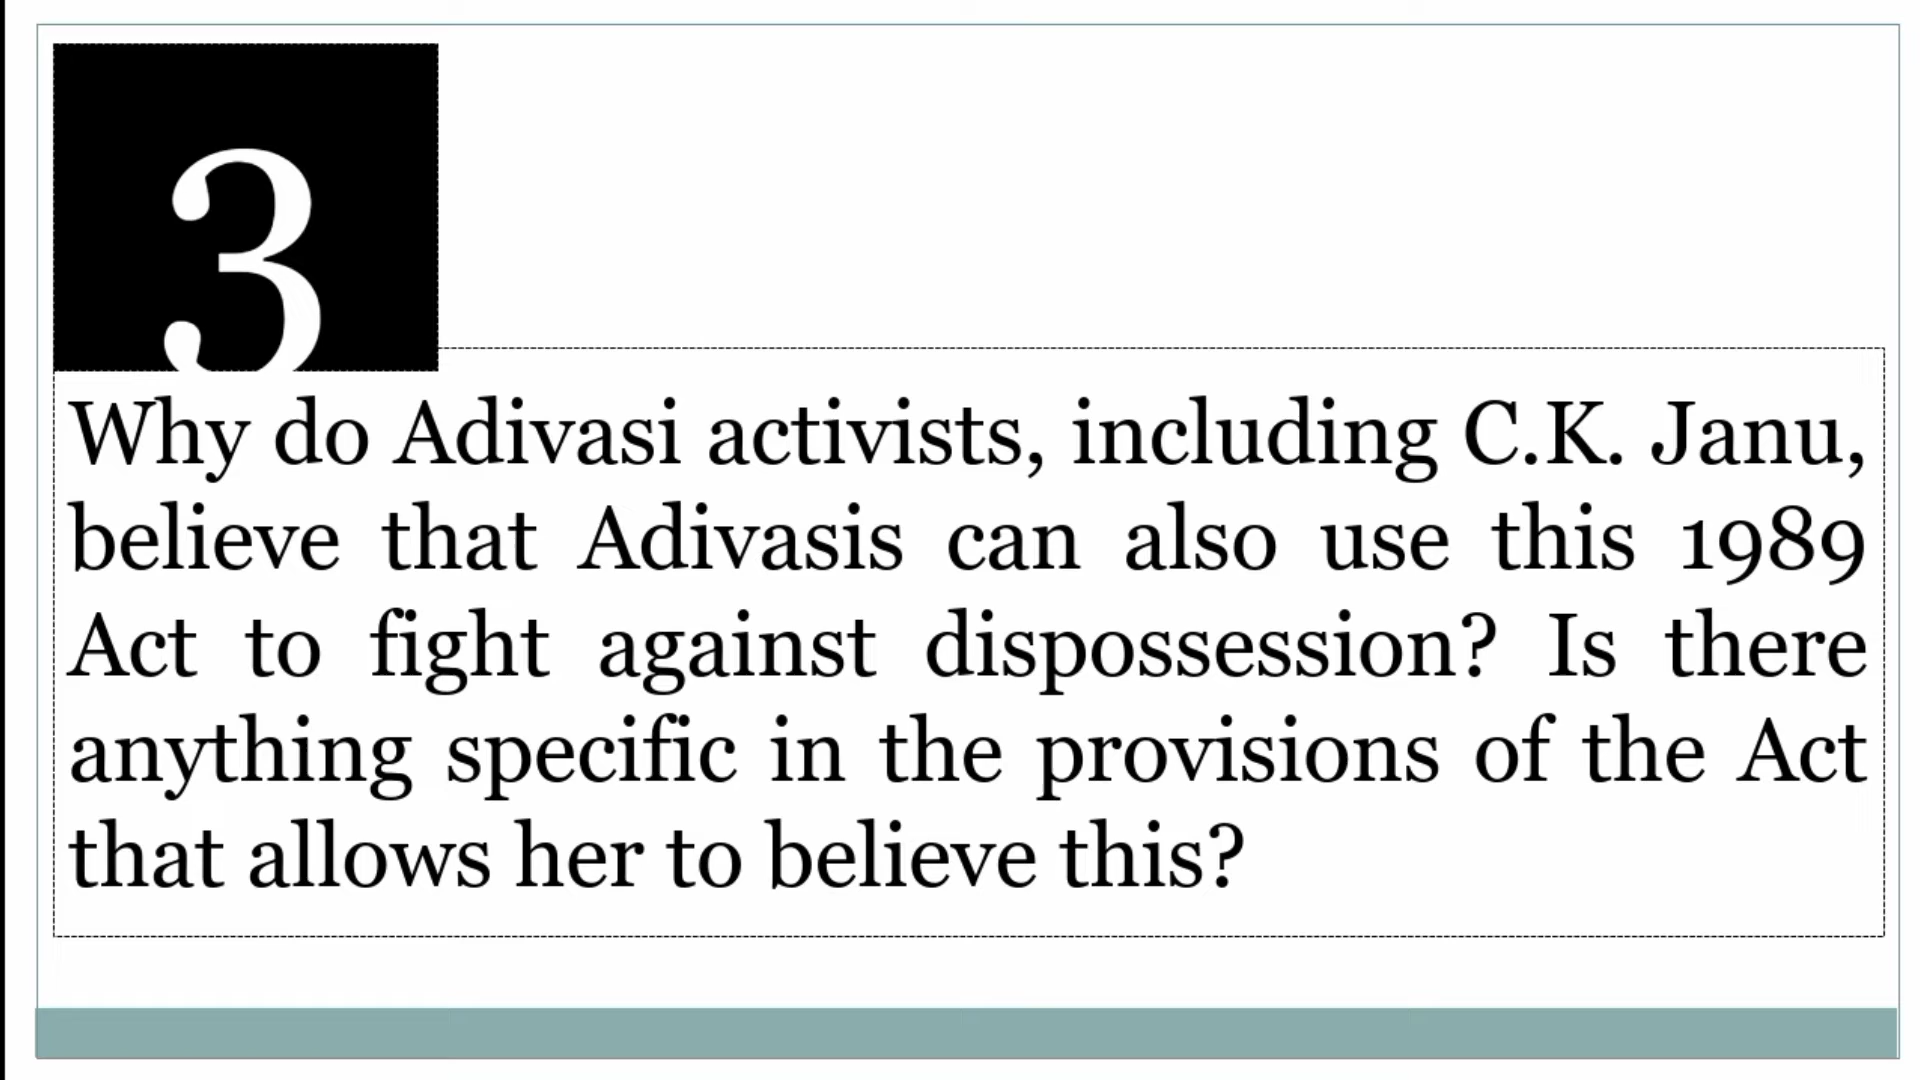 3
Why do Adivasi activists, including C.K. Janu,
believe that Adivasis can also use this 1989
Act to fight against dispossession? Is there
anything specific in the provisions of the Act
that allows her to believe this?